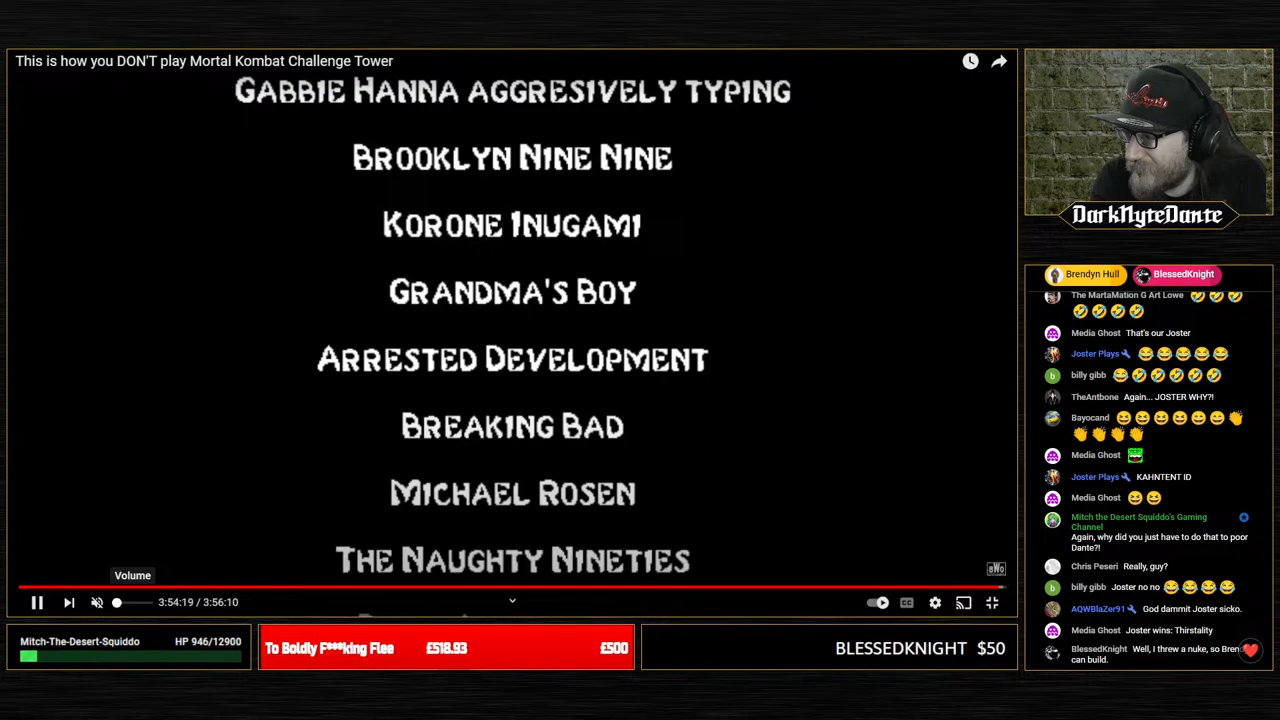 This is how you DON'T play Mortal Kombat Challenge Tower
GABBIE HANNA AGGRESIVELY TYPING
BROOKLYN NINE NINE
KORONE INUGAMI
GRANDMA'S BOY
ARRESTED DEVELOPMENT
BREAKING BAD
MICHAEL ROSEN
THE NAUGHTY NINETIES
Volume
3:54:19 / 3:56:10
BWO
Mitch-The-Desert-Squiddo HP 946/12900
To Boldly F***king Flee £518.93 £500
BLESSEDKNIGHT $50
DarkNyteDante
Brendyn Hull BlessedKnight
The MartaMation G Art Lowe 🤣🤣🤣
🤣🤣🤣🤣
Media Ghost That's our Joster
Joster Plays 😂😂😂😂😂
billy gibb 😂🤣🤣🤣🤣🤣
TheAntbone Again... JOSTER WHY?!
Bayocand 😆😆😆😆😄😄👏
👏👏👏👏
Media Ghost
Joster Plays KAHNTENT ID
Media Ghost 😆😆
Mitch the Desert Squiddo's Gaming
Channel
Again, why did you just have to do that to poor
Dante?!
Chris Peseri Really, guy?
billy gibb Joster no no 😂😂😂😂
AQWBlaZer91 God dammit Joster sicko.
Media Ghost Joster wins: Thirstality
BlessedKnight Well, I threw a nuke, so Bren
can build.